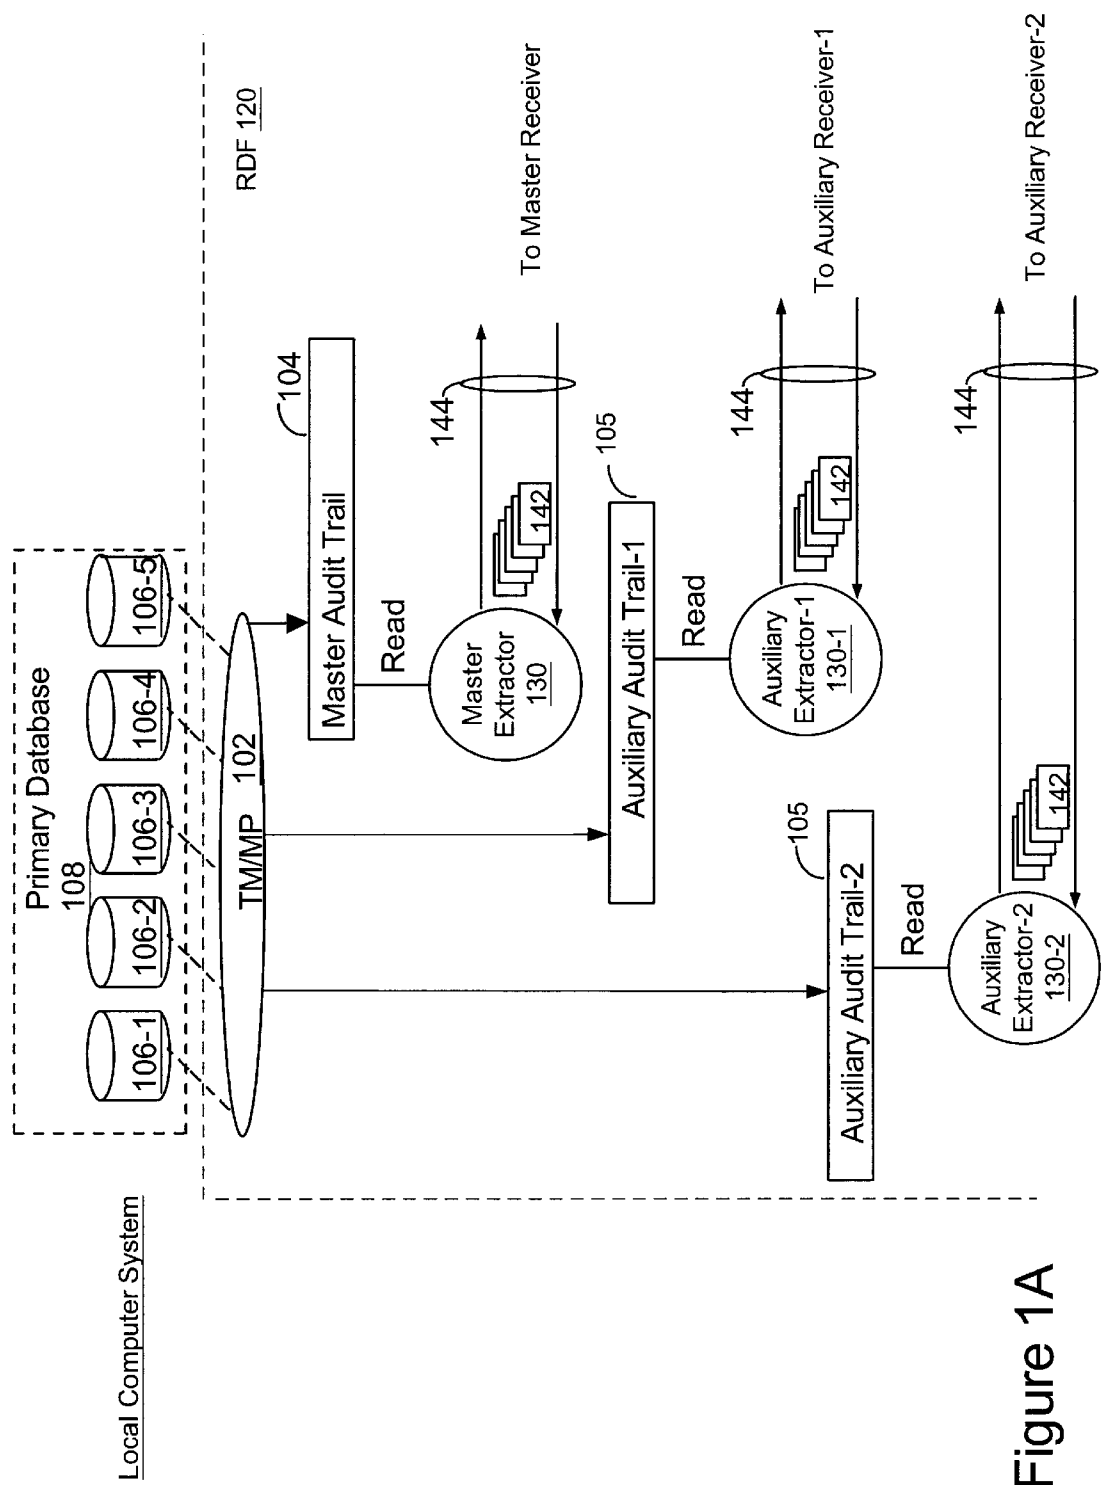 Local Computer System
Primary Database
108
106-1
106-2
106-3
106-4
106-5
TM/MP
102
RDF 120
104
Master Audit Trail
Read
Master
Extractor
130
142
144
To Master Receiver
105
Auxiliary Audit Trail-1
Read
Auxiliary
Extractor-1
130-1
142
144
To Auxiliary Receiver-1
105
Auxiliary Audit Trail-2
Read
Auxiliary
Extractor-2
130-2
142
144
To Auxiliary Receiver-2
Figure 1A